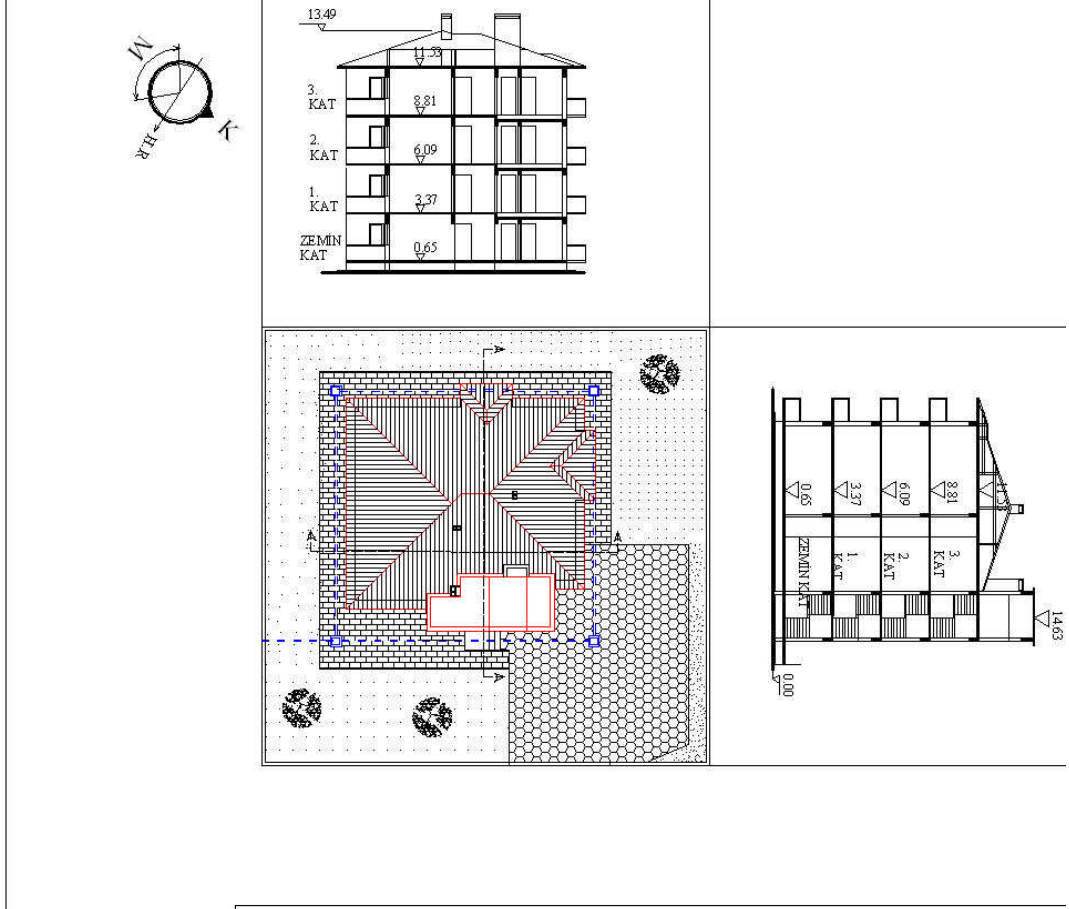 13.49
11.53
3.
KAT
8.81
2.
KAT
6.09
1.
KAT
3.37
ZEMİN
KAT
0.65
M
K
H.R
A
A
A
A
0.65
3.37
6.09
8.81
ZEMİN KAT
1.
KAT
2.
KAT
3.
KAT
14.63
0.00